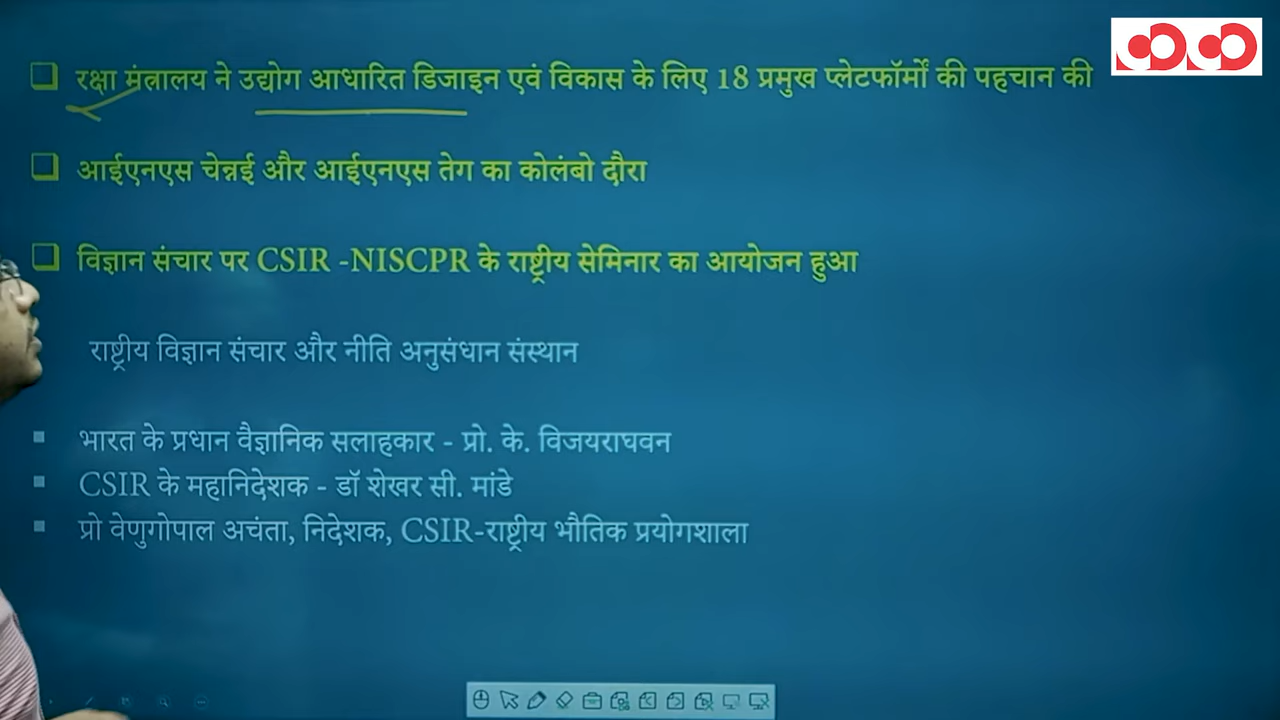 रक्षा मंत्रालय ने उद्योग आधारित डिजाइन एवं विकास के लिए 18 प्रमुख प्लेटफॉर्मों की पहचान की
आईएनएस चेन्नई और आईएनएस तेग का कोलंबो दौरा
विज्ञान संचार पर CSIR -NISCPR के राष्ट्रीय सेमिनार का आयोजन हुआ
राष्ट्रीय विज्ञान संचार और नीति अनुसंधान संस्थान
भारत के प्रधान वैज्ञानिक सलाहकार - प्रो. के. विजयराघवन
CSIR के महानिदेशक - डॉ शेखर सी. मांडे
प्रो वेणुगोपाल अचंता, निदेशक, CSIR-राष्ट्रीय भौतिक प्रयोगशाला